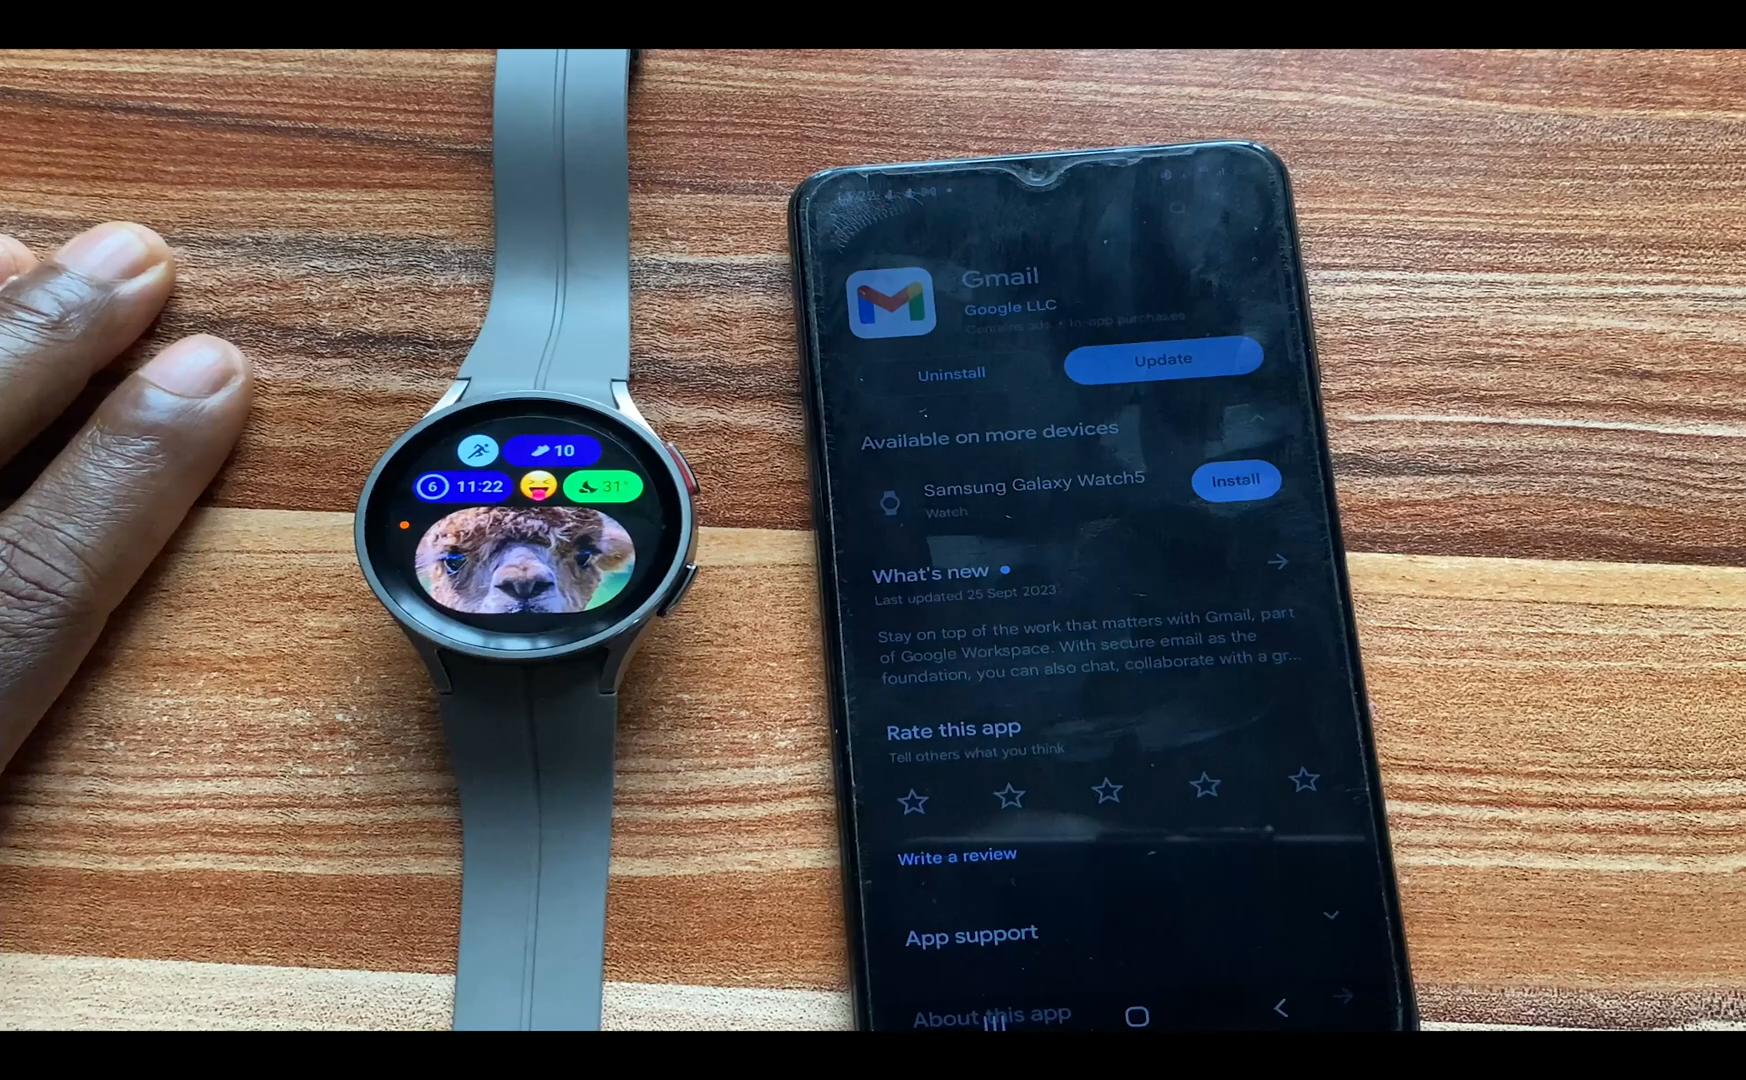 10
6 11:22 31°
Gmail
Google LLC
Contains ads • In-app purchases
Uninstall
Update
Available on more devices
Samsung Galaxy Watch5
Watch
Install
What's new
Last updated 25 Sept 2023
Stay on top of the work that matters with Gmail, part
of Google Workspace. With secure email as the
foundation, you can also chat, collaborate with a gr...
Rate this app
Tell others what you think
Write a review
App support
About this app